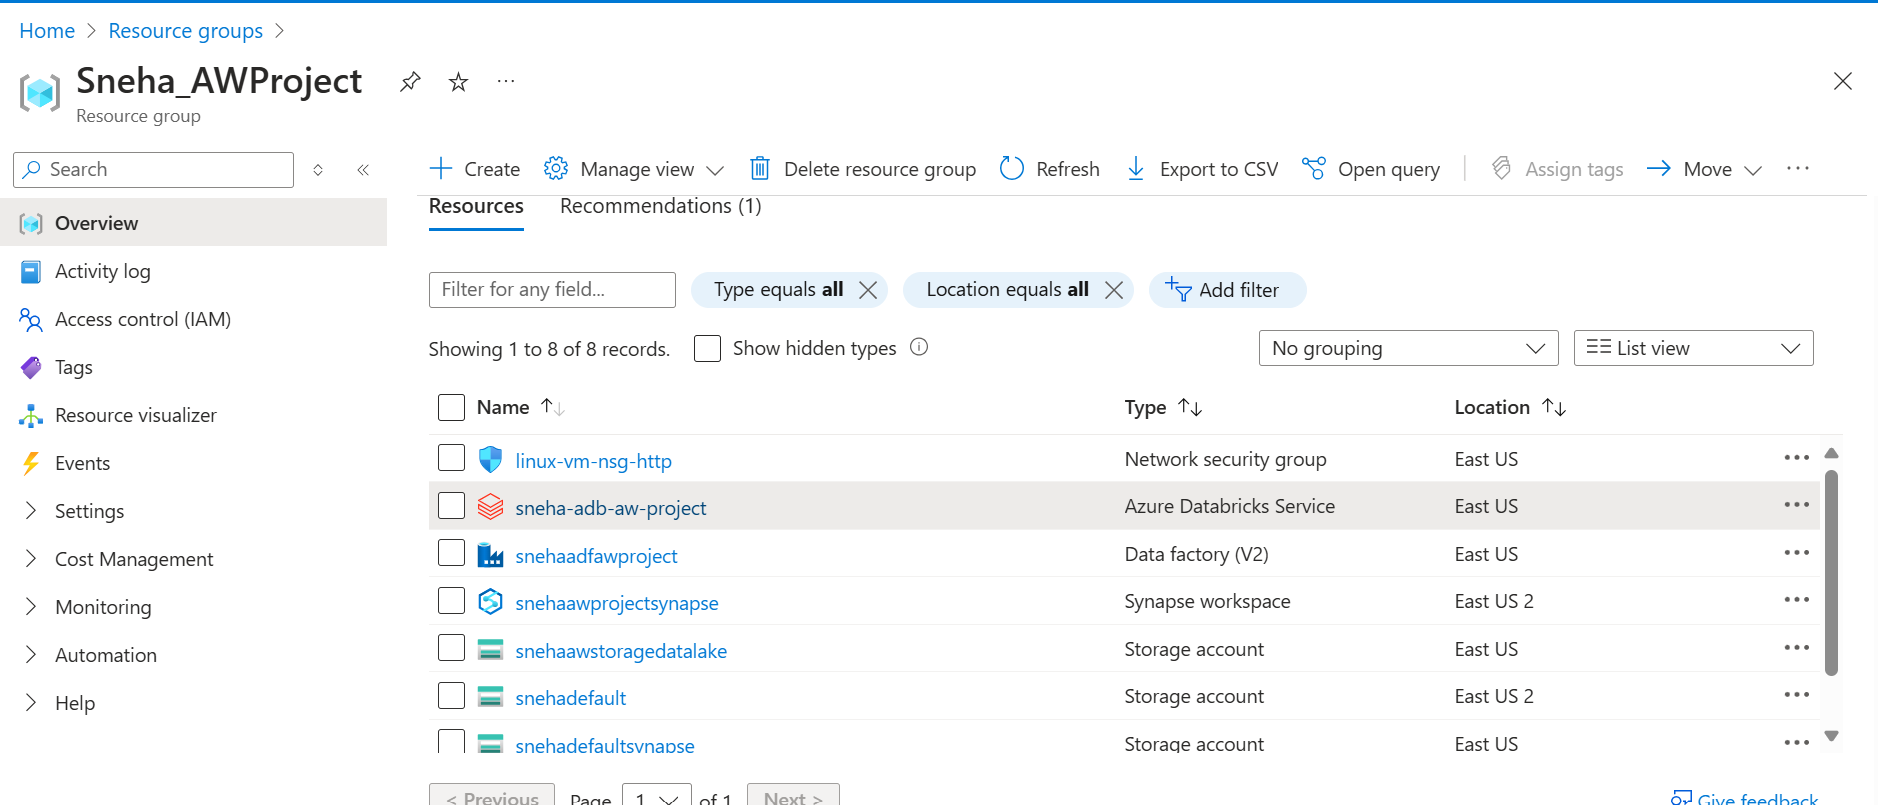 Home > Resource groups >
Sneha_AWProject
Resource group
Search
Overview
Activity log
Access control (IAM)
Tags
Resource visualizer
Events
Settings
Cost Management
Monitoring
Automation
Help
Create Manage view Delete resource group Refresh Export to CSV Open query Assign tags Move
Resources Recommendations (1)
Filter for any field... Type equals all Location equals all Add filter
Showing 1 to 8 of 8 records. Show hidden types No grouping List view
Name Type Location
linux-vm-nsg-http Network security group East US
sneha-adb-aw-project Azure Databricks Service East US
snehaadfawproject Data factory (V2) East US
snehaawprojectsynapse Synapse workspace East US 2
snehaawstoragedatalake Storage account East US
snehadefault Storage account East US 2
snehadefaultsynapse Storage account East US
< Previous Page 1 of 1 Next > Give feedback